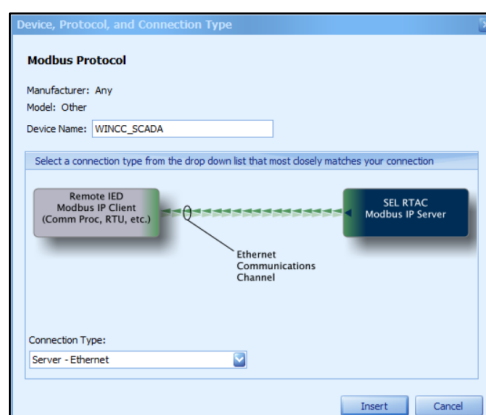 Device, Protocol, and Connection Type
Modbus Protocol
Manufacturer: Any
Model: Other
Device Name: WINCC_SCADA
Select a connection type from the drop down list that most closely matches your connection
Remote IED
Modbus IP Client
(Comm Proc, RTU, etc.)
SEL RTAC
Modbus IP Server
Ethernet
Communications
Channel
Connection Type:
Server - Ethernet
Insert Cancel